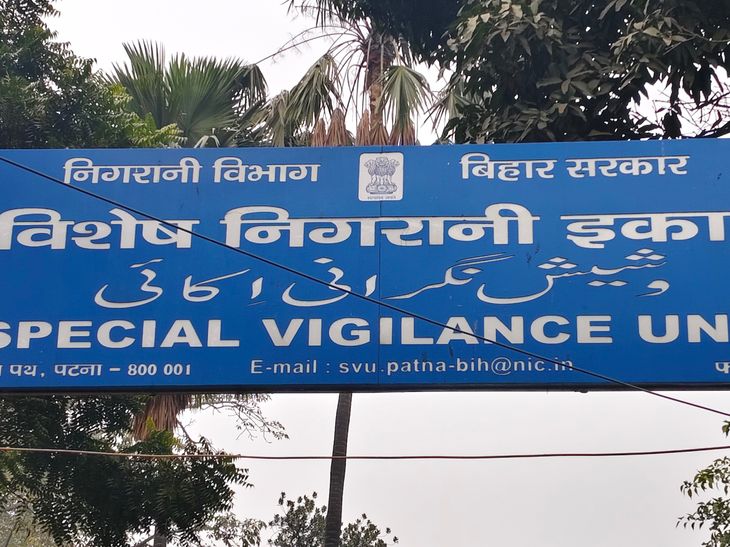 निगरानी विभाग बिहार सरकार
विशेष निगरानी इका
وشیش نگرانی اکائی
SPECIAL VIGILANCE UN
पथ, पटना - 800 001 E-mail : svu.patna-bih@nic.in